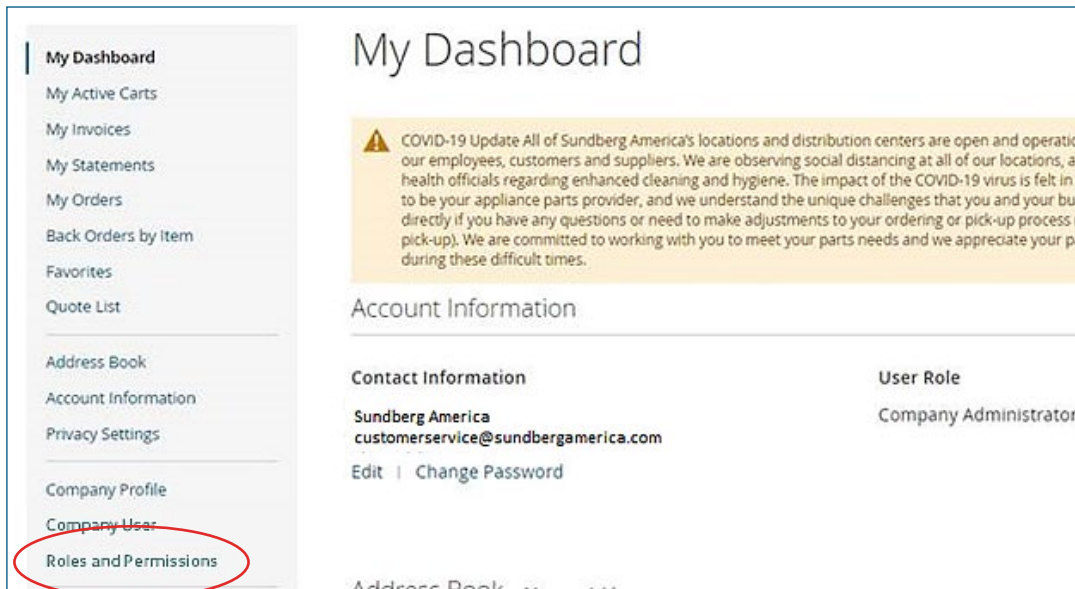 My Dashboard
My Active Carts
My Invoices
My Statements
My Orders
Back Orders by Item
Favorites
Quote List
Address Book
Account Information
Privacy Settings
Company Profile
Company User
Roles and Permissions
My Dashboard
COVID-19 Update All of Sundberg America's locations and distribution centers are open and
our employees, customers and suppliers. We are observing social distancing at all of our locations,
health officials regarding enhanced cleaning and hygiene. The impact of the COVID-19 virus is felt in
to be your appliance parts provider, and we understand the unique challenges that you and your
directly if you have any questions or need to make adjustments to your ordering or pick-up process
pick-up). We are committed to working with you to meet your parts needs and we appreciate your
during these difficult times.
Account Information
Contact Information
Sundberg America
customerservice@sundbergamerica.com
Edit | Change Password
User Role
Company Administrator
Address Book